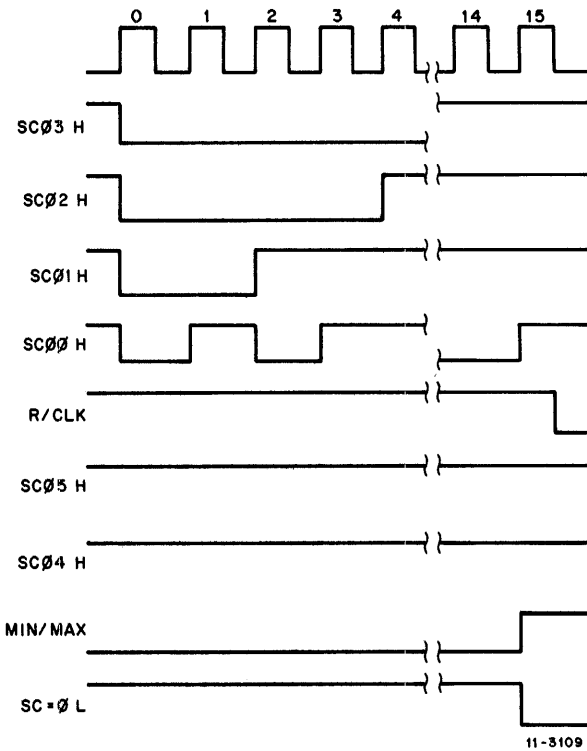 0 1 2 3 4 14 15
SCØ3 H
SCØ2 H
SCØ1 H
SCØØ H
R/CLK
SCØ5 H
SCØ4 H
MIN/MAX
SC=Ø L
11-3109